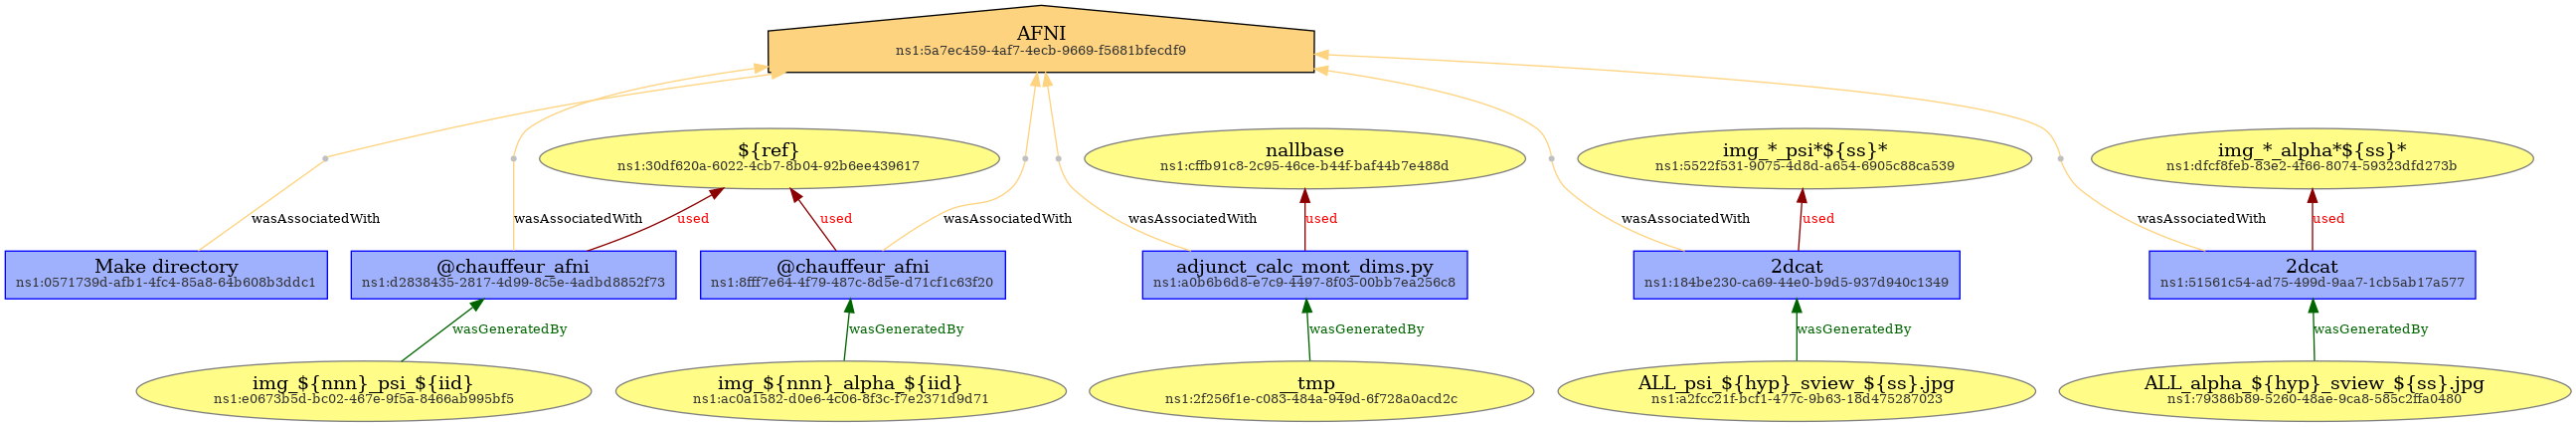 AFNI
ns1:5a7ec459-4af7-4ecb-9669-f5681bfecdf9
${ref}
ns1:30df620a-6022-4cb7-8b04-92b6ee439617
nallbase
ns1:cffb91c8-2c95-46ce-b44f-baf44b7e488d
img_*_psi*${ss}*
ns1:5522f531-9075-4d8d-a654-6905c88ca539
img_*_alpha*${ss}*
ns1:dfcf8feb-83e2-4f66-8074-59323dfd273b
wasAssociatedWith
wasAssociatedWith
used
used
wasAssociatedWith
wasAssociatedWith
used
wasAssociatedWith
used
wasAssociatedWith
used
Make directory
ns1:0571739d-afb1-4fc4-85a8-64b608b3ddc1
@chauffeur_afni
ns1:d2838435-2817-4d99-8c5e-4adbd8852f73
@chauffeur_afni
ns1:8fff7e64-4f79-487c-8d5e-d71cf1c63f20
adjunct_calc_mont_dims.py
ns1:a0b6b6d8-e7c9-4497-8f03-00bb7ea256c8
2dcat
ns1:184be230-ca69-44e0-b9d5-937d940c1349
2dcat
ns1:51561c54-ad75-499d-9aa7-1cb5ab17a577
wasGeneratedBy
wasGeneratedBy
wasGeneratedBy
wasGeneratedBy
wasGeneratedBy
img_${nnn}_psi_${iid}
ns1:e0673b5d-bc02-467e-9f5a-8466ab995bf5
img_${nnn}_alpha_${iid}
ns1:ac0a1582-d0e6-4c06-8f3c-f7e2371d9d71
__tmp_
ns1:2f256f1e-c083-484a-949d-6f728a0acd2c
ALL_psi_${hyp}_sview_${ss}.jpg
ns1:a2fcc21f-bcf1-477c-9b63-18d475287023
ALL_alpha_${hyp}_sview_${ss}.jpg
ns1:79386b89-5260-48ae-9ca8-585c2ffa0480